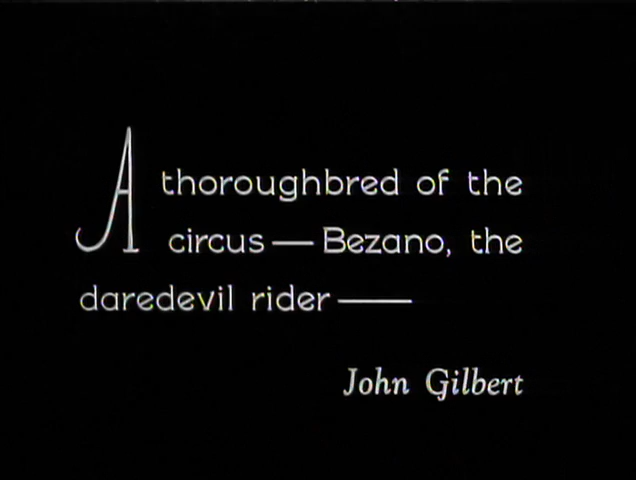 A thoroughbred of the
circus — Bezano, the
daredevil rider —
John Gilbert